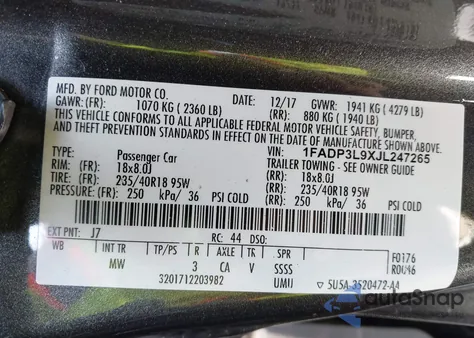 MFD. BY FORD MOTOR CO. 12/17 GVWR: 1941 KG ( 4279 LB)
GAWR: (FR) 1070 KG ( 2360 LB) (RR) 880 KG ( 1940 LB)
THIS VEHICLE CONFORMS TO ALL APPLICABLE FEDERAL MOTOR VEHICLE SAFETY, BUMPER,
AND THEFT PREVENTION STANDARDS IN EFFECT ON THE DATE OF MANUFACTURE SHOWN
ABOVE. VIN: 1FADP3L9XJL247265
TYPE: Passenger Car TRAILER TOWING - SEE OWNER GUIDE
RIM: (FR) 18x8.0J (RR) 18x8.0J
TIRE: (FR) 235/40R18 95W (RR) 235/40R18 95W
PRESSURE: (FR) 250 kPa/ 36 PSI COLD (RR) 250 kPa/ 36 PSI COLD
EXT PNT: J7 RC: 44 DSO: F0176
WB INT TR TP/PS R AXLE TR SPR R0046
MW 3 CA V SSSS
3201712203982 UMIJ 5U5A-3520472-AA
autoSnap